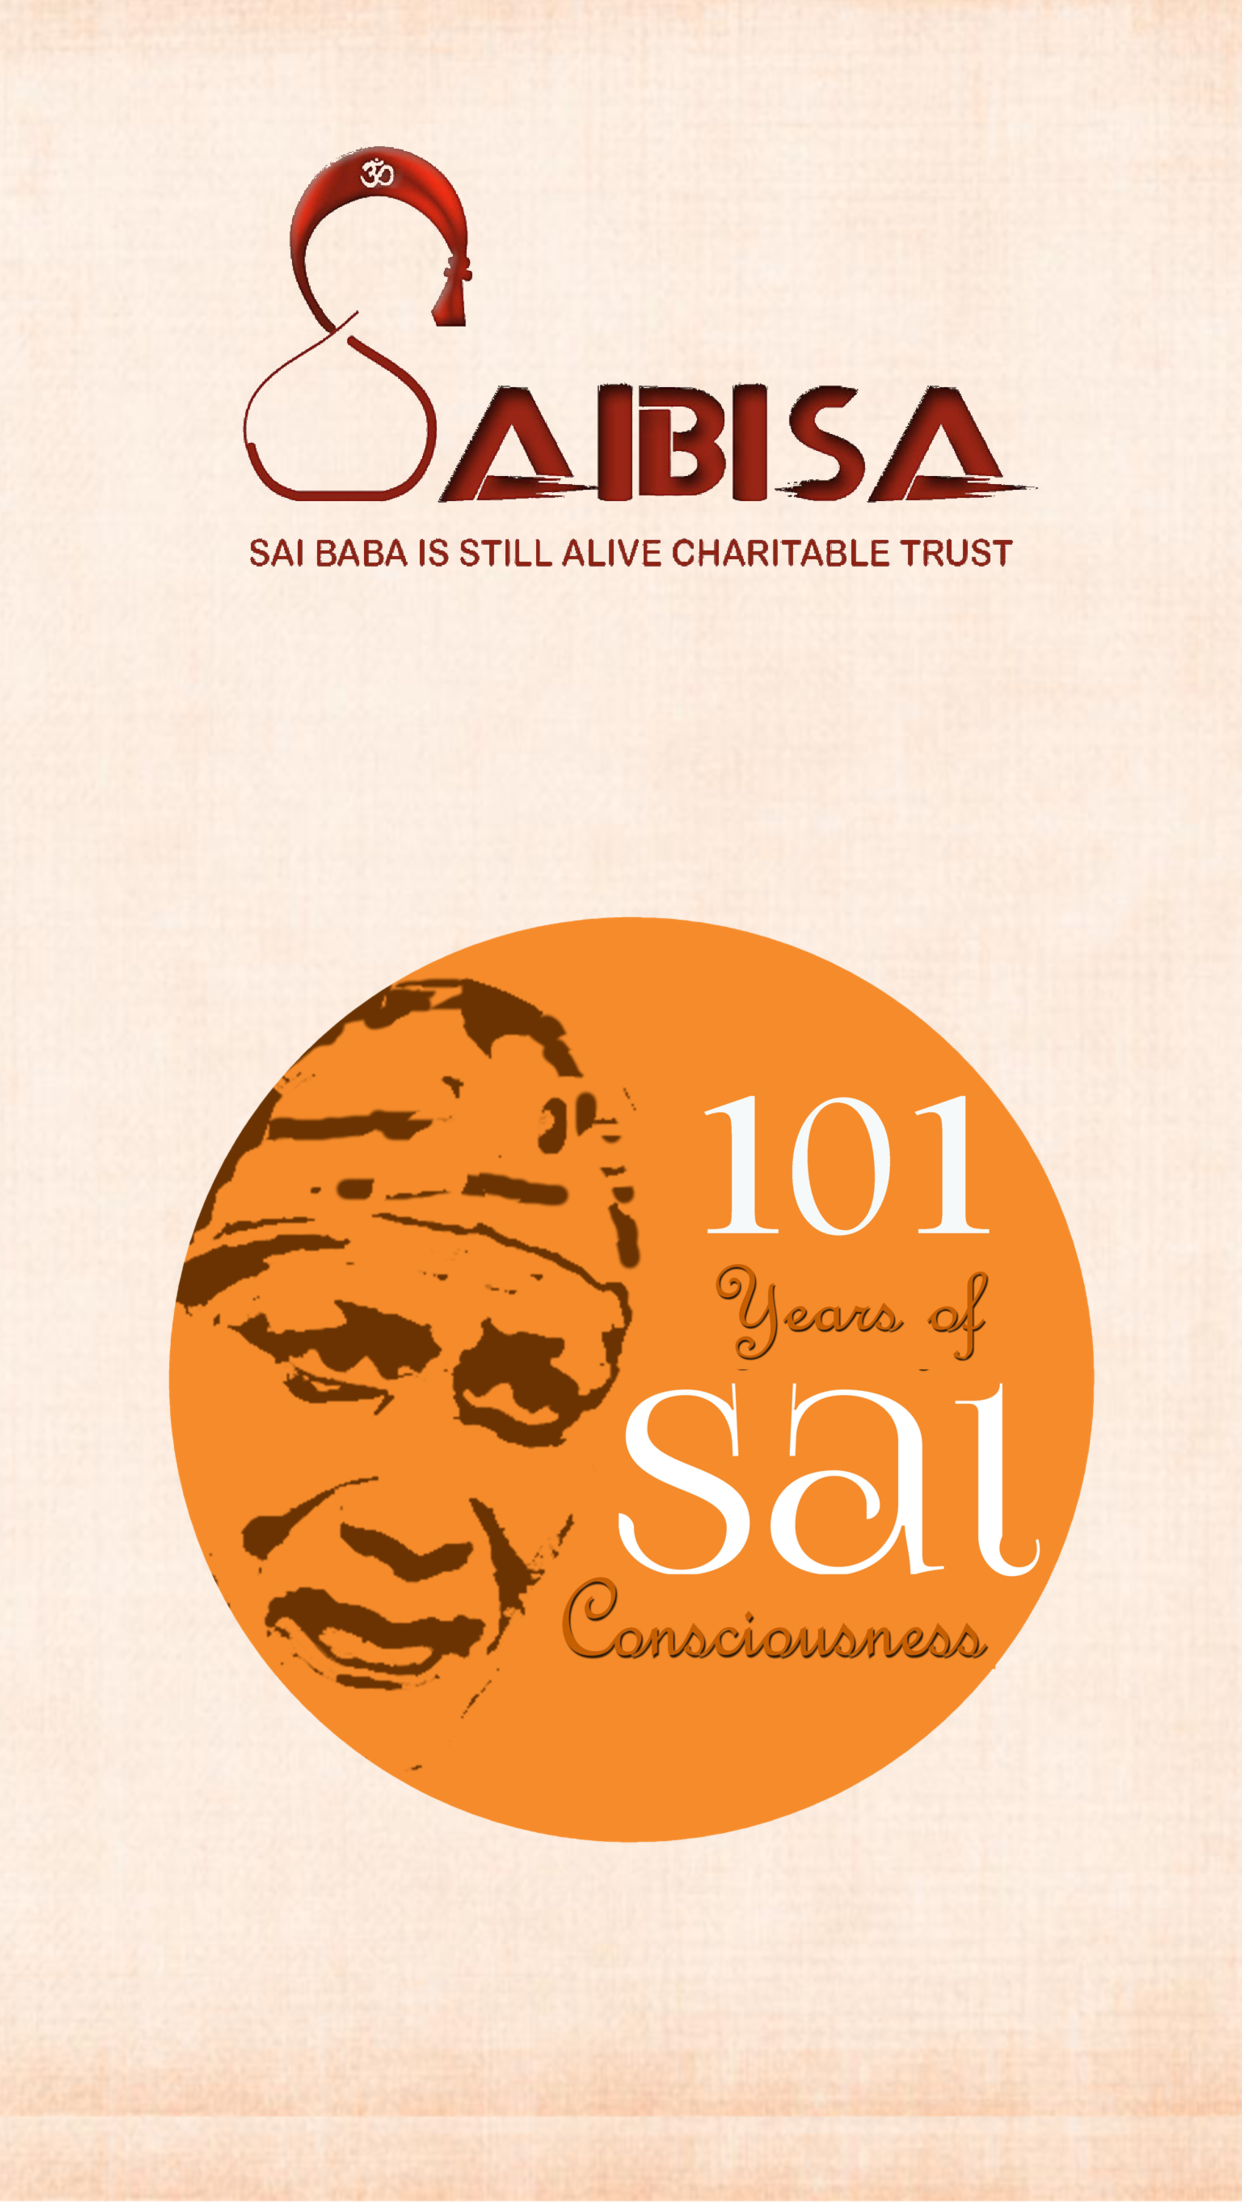 ॐ
SAIBISA
SAI BABA IS STILL ALIVE CHARITABLE TRUST
101
Years of
sai
Consciousness